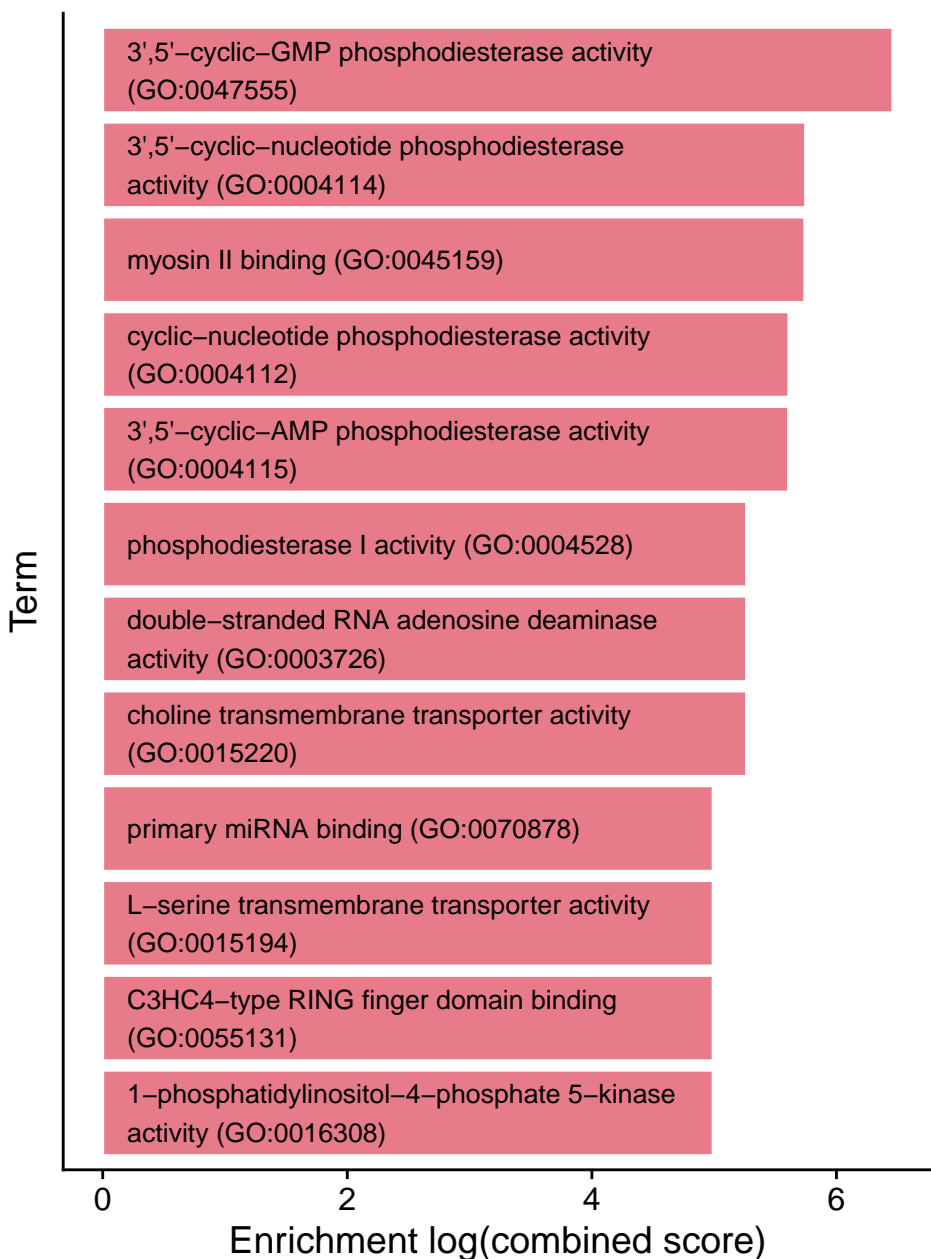 3',5'−cyclic−GMP phosphodiesterase activity
(GO:0047555)
3',5'−cyclic−nucleotide phosphodiesterase
activity (GO:0004114)
myosin II binding (GO:0045159)
cyclic−nucleotide phosphodiesterase activity
(GO:0004112)
3',5'−cyclic−AMP phosphodiesterase activity
(GO:0004115)
phosphodiesterase I activity (GO:0004528)
double−stranded RNA adenosine deaminase
activity (GO:0003726)
choline transmembrane transporter activity
(GO:0015220)
primary miRNA binding (GO:0070878)
L−serine transmembrane transporter activity
(GO:0015194)
C3HC4−type RING finger domain binding
(GO:0055131)
1−phosphatidylinositol−4−phosphate 5−kinase
activity (GO:0016308)
Term
0 2 4 6
Enrichment log(combined score)